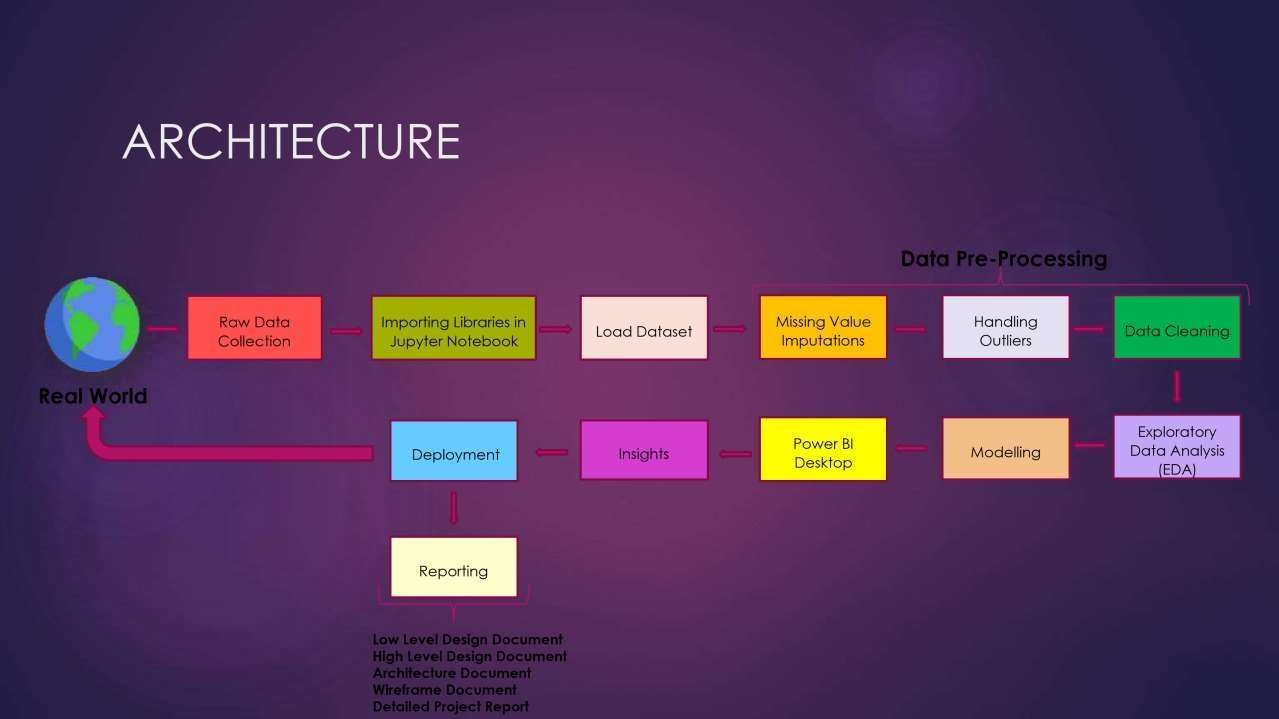 ARCHITECTURE
Data Pre-Processing
Raw Data
Collection
Importing Libraries in
Jupyter Notebook
Load Dataset
Missing Value
Imputations
Handling
Outliers
Data Cleaning
Real World
Deployment
Insights
Power BI
Desktop
Modelling
Exploratory
Data Analysis
(EDA)
Reporting
Low Level Design Document
High Level Design Document
Architecture Document
Wireframe Document
Detailed Project Report